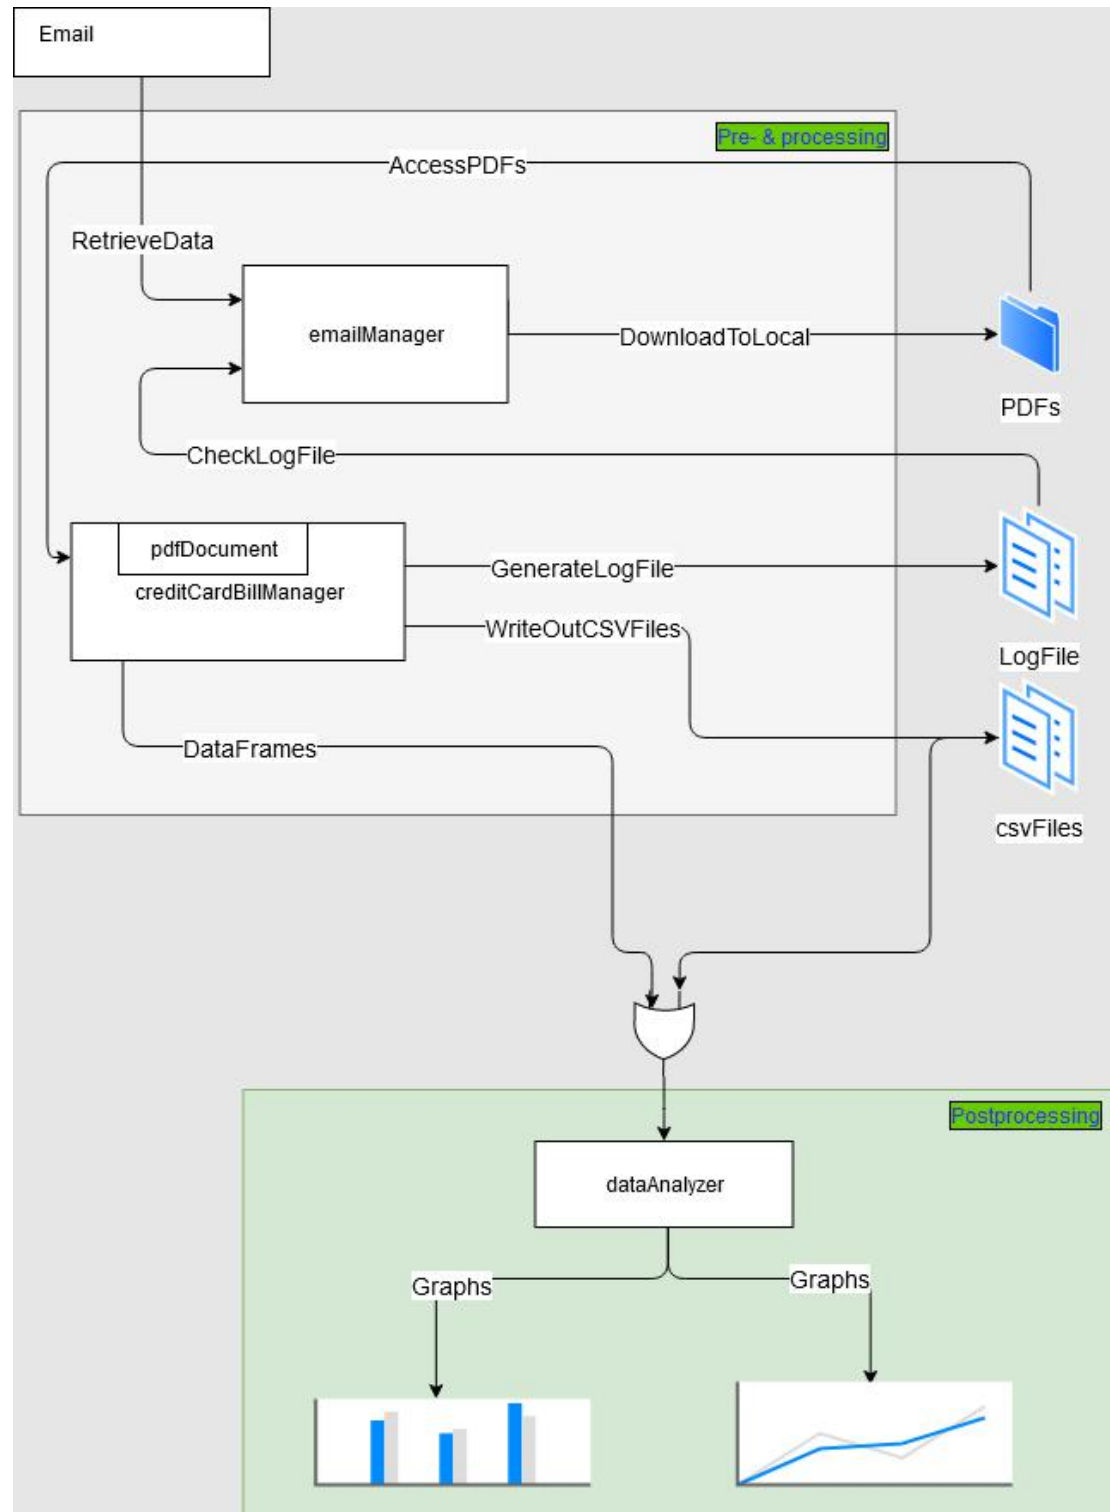 Email
Pre- & processing
AccessPDFs
RetrieveData
emailManager
DownloadToLocal
PDFs
CheckLogFile
pdfDocument
creditCardBillManager
GenerateLogFile
WriteOutCSVFiles
LogFile
DataFrames
csvFiles
Postprocessing
dataAnalyzer
Graphs
Graphs